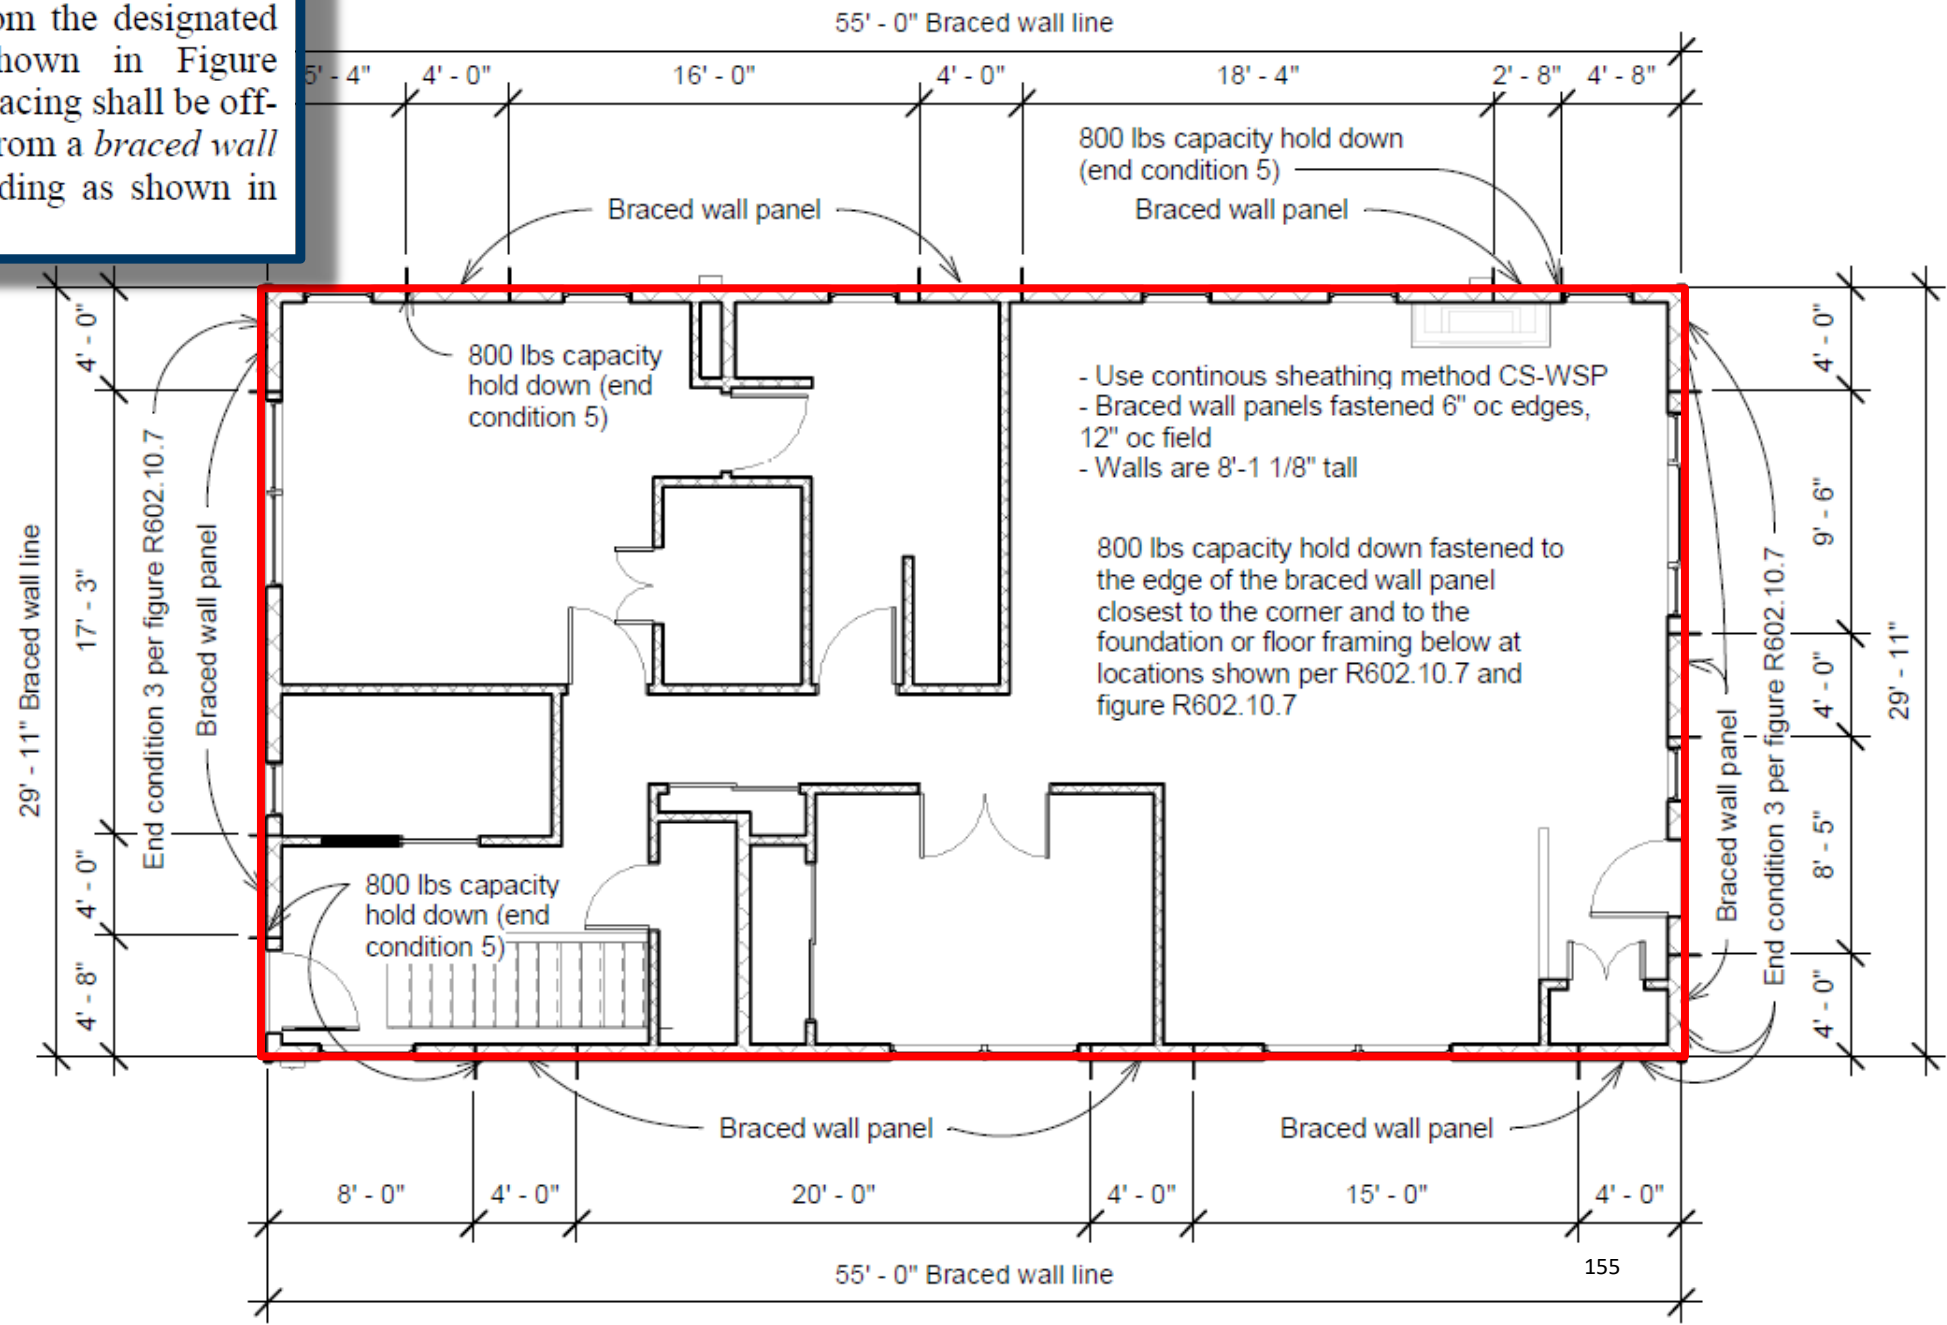 om the designated
hown in Figure
acing shall be off-
rom a braced wall
ding as shown in
55' - 0" Braced wall line
5' - 4"
4' - 0"
16' - 0"
4' - 0"
18' - 4"
2' - 8"
4' - 8"
800 lbs capacity hold down
(end condition 5)
Braced wall panel
Braced wall panel
4' - 0"
17' - 3"
4' - 0"
4' - 8"
29' - 11" Braced wall line
End condition 3 per figure R602.10.7
Braced wall panel
800 lbs capacity
hold down (end
condition 5)
- Use continous sheathing method CS-WSP
- Braced wall panels fastened 6" oc edges,
12" oc field
- Walls are 8'-1 1/8" tall
800 lbs capacity hold down fastened to
the edge of the braced wall panel
closest to the corner and to the
foundation or floor framing below at
locations shown per R602.10.7 and
figure R602.10.7
800 lbs capacity
hold down (end
condition 5)
4' - 0"
9' - 6"
4' - 0"
8' - 5"
4' - 0"
29' - 11"
Braced wall panel
End condition 3 per figure R602.10.7
Braced wall panel
Braced wall panel
8' - 0"
4' - 0"
20' - 0"
4' - 0"
15' - 0"
4' - 0"
55' - 0" Braced wall line
155